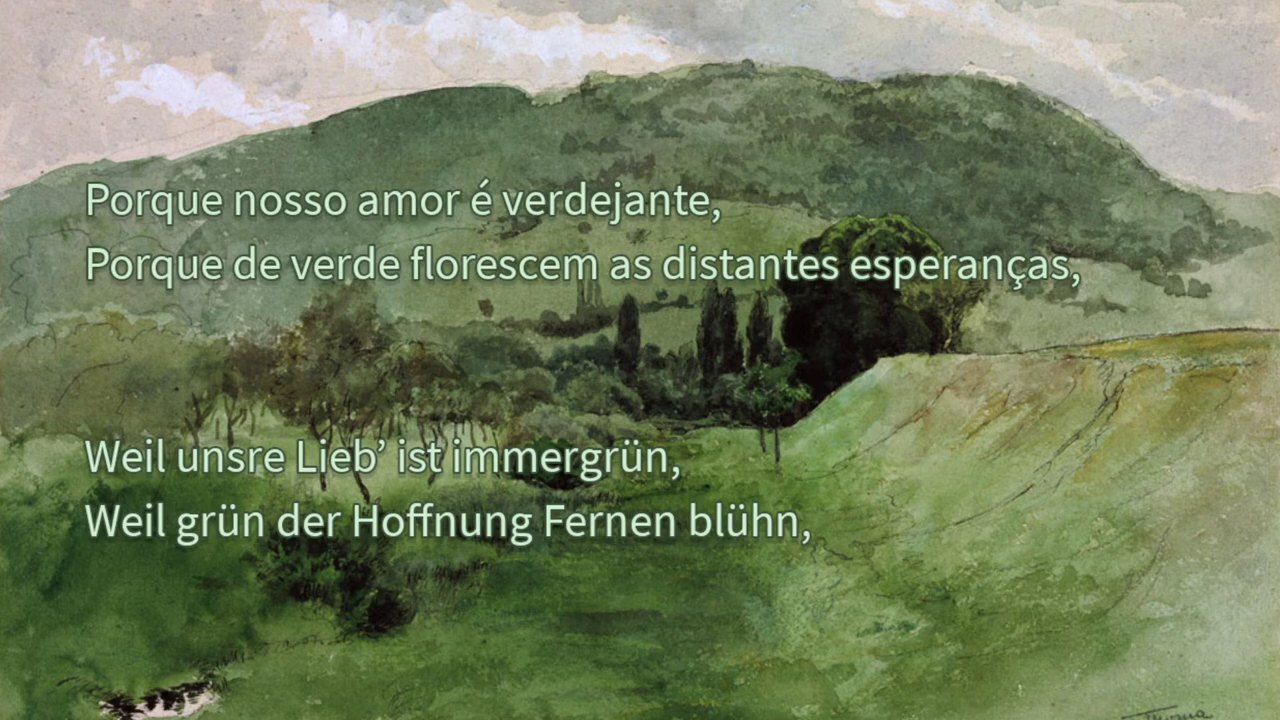 Porque nosso amor é verdejante,
Porque de verde florescem as distantes esperanças,
Weil unsre Lieb’ ist immergrün,
Weil grün der Hoffnung Fernen blühn,